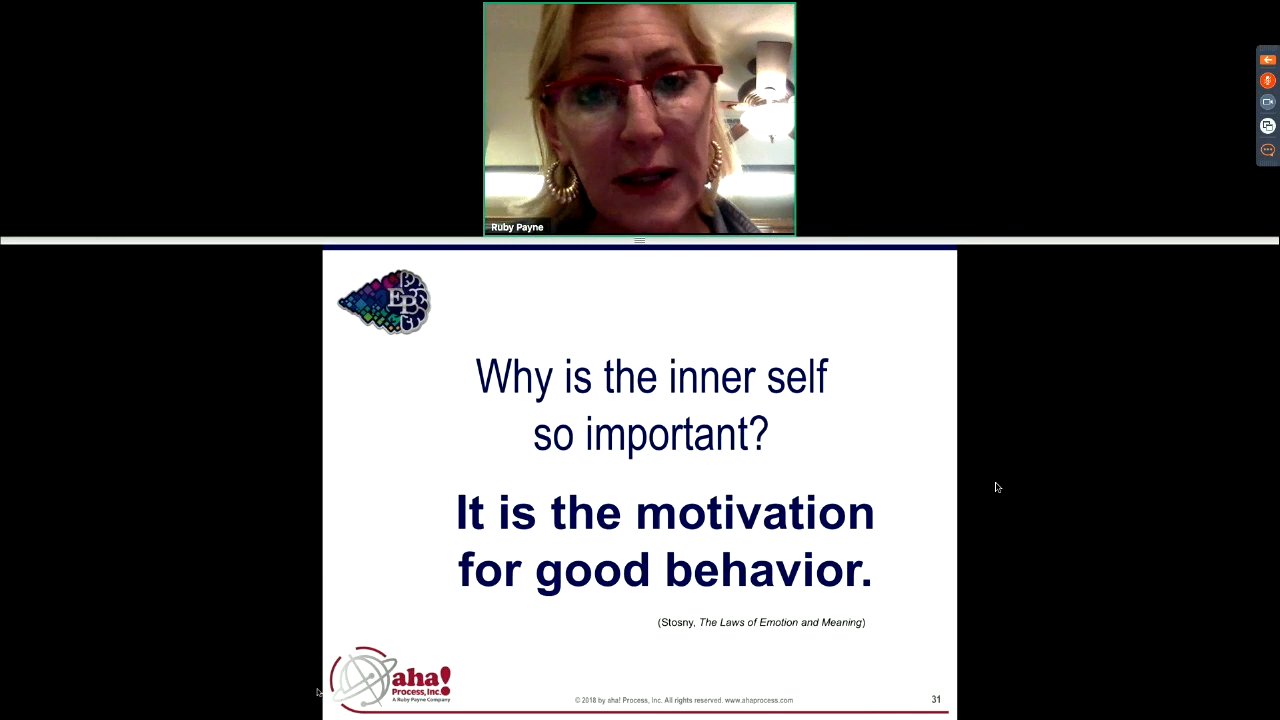 Ruby Payne
EP
Why is the inner self
so important?
It is the motivation
for good behavior.
(Stosny, The Laws of Emotion and Meaning)
aha!
Process, Inc.
A Ruby Payne Company
© 2018 by aha! Process, Inc. All rights reserved. www.ahaprocess.com
31